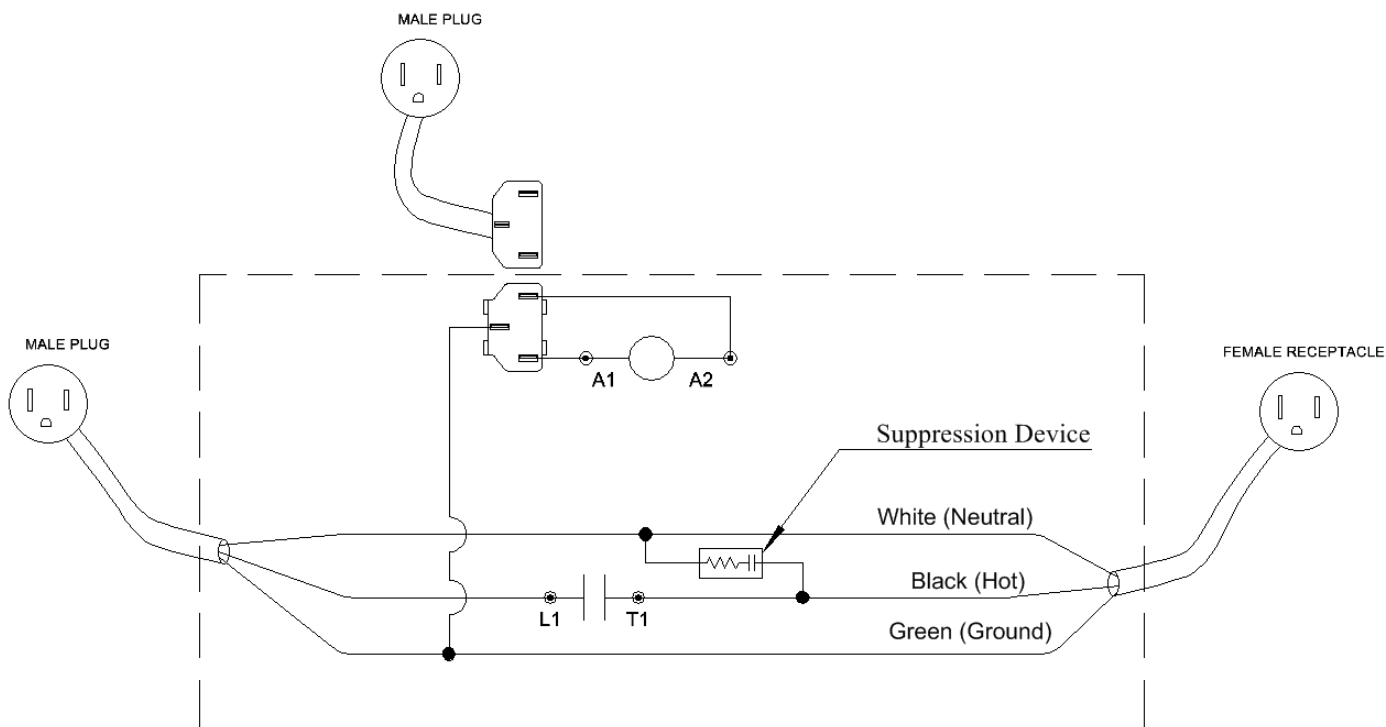 MALE PLUG
MALE PLUG
FEMALE RECEPTACLE
A1
A2
Suppression Device
White (Neutral)
Black (Hot)
L1
T1
Green (Ground)